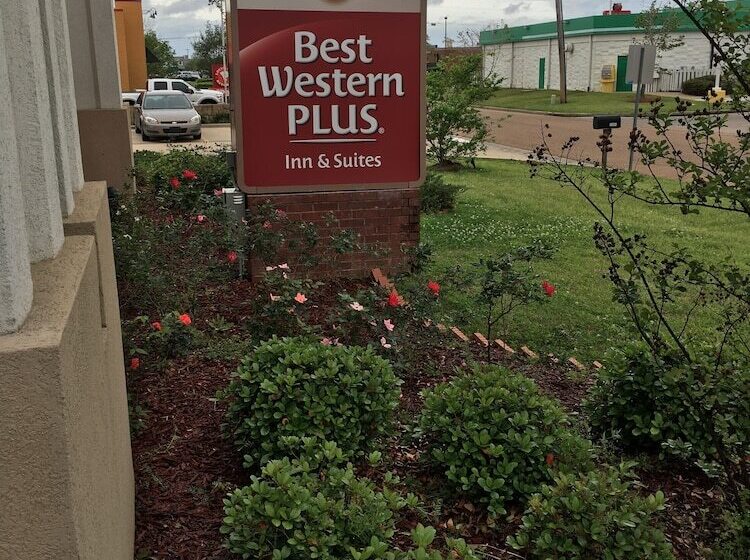 Best
Western
PLUS®
Inn & Suites